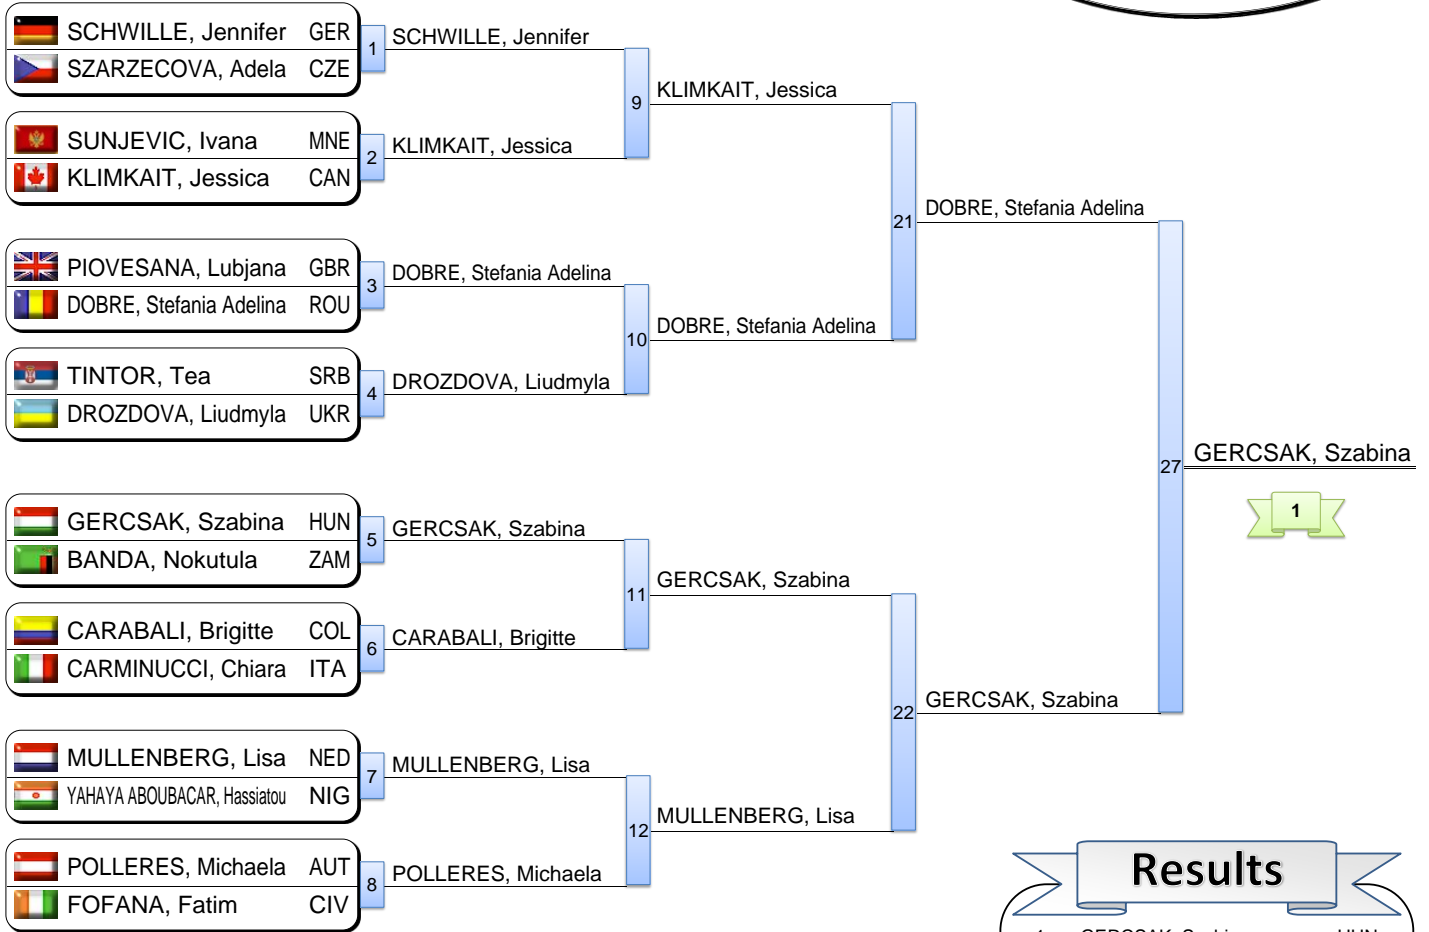 SCHWILLE, Jennifer GER
SZARZECOVA, Adela CZE
1 SCHWILLE, Jennifer
SUNJEVIC, Ivana MNE
KLIMKAIT, Jessica CAN
2 KLIMKAIT, Jessica
9 KLIMKAIT, Jessica
PIOVESANA, Lubjana GBR
DOBRE, Stefania Adelina ROU
3 DOBRE, Stefania Adelina
TINTOR, Tea SRB
DROZDOVA, Liudmyla UKR
4 DROZDOVA, Liudmyla
10 DOBRE, Stefania Adelina
21 DOBRE, Stefania Adelina
GERCSAK, Szabina HUN
BANDA, Nokutula ZAM
5 GERCSAK, Szabina
CARABALI, Brigitte COL
CARMINUCCI, Chiara ITA
6 CARABALI, Brigitte
11 GERCSAK, Szabina
MULLENBERG, Lisa NED
YAHAYA ABOUBACAR, Hassiatou NIG
7 MULLENBERG, Lisa
POLLERES, Michaela AUT
FOFANA, Fatim CIV
8 POLLERES, Michaela
12 MULLENBERG, Lisa
22 GERCSAK, Szabina
27 GERCSAK, Szabina
1
Results